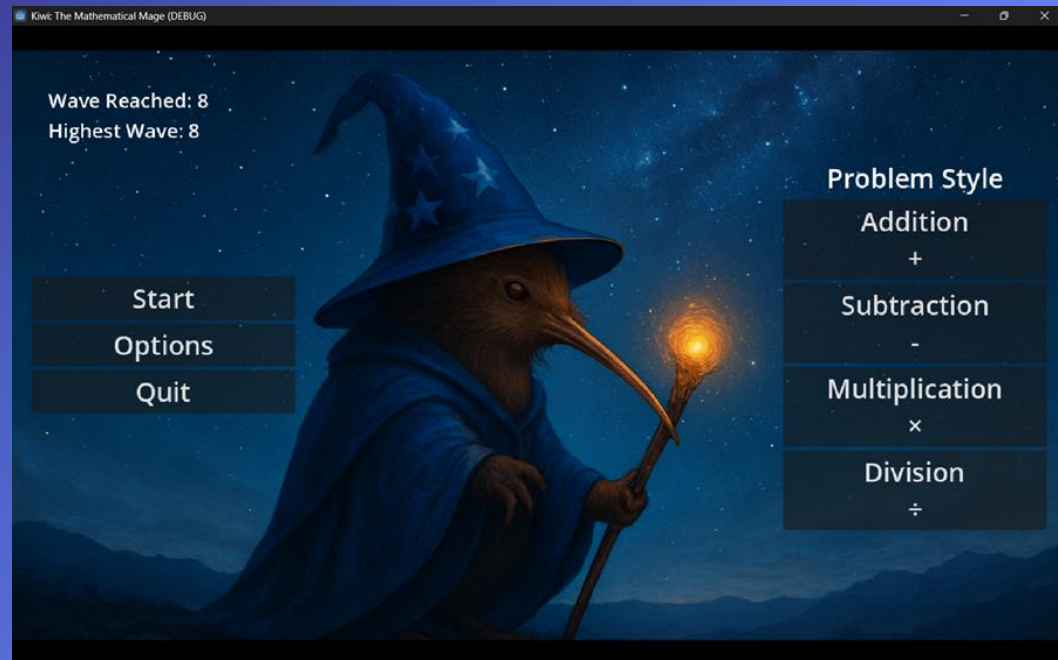 Kiwi: The Mathematical Mage (DEBUG)
Wave Reached: 8
Highest Wave: 8
Start
Options
Quit
Problem Style
Addition
+
Subtraction
-
Multiplication
×
Division
÷